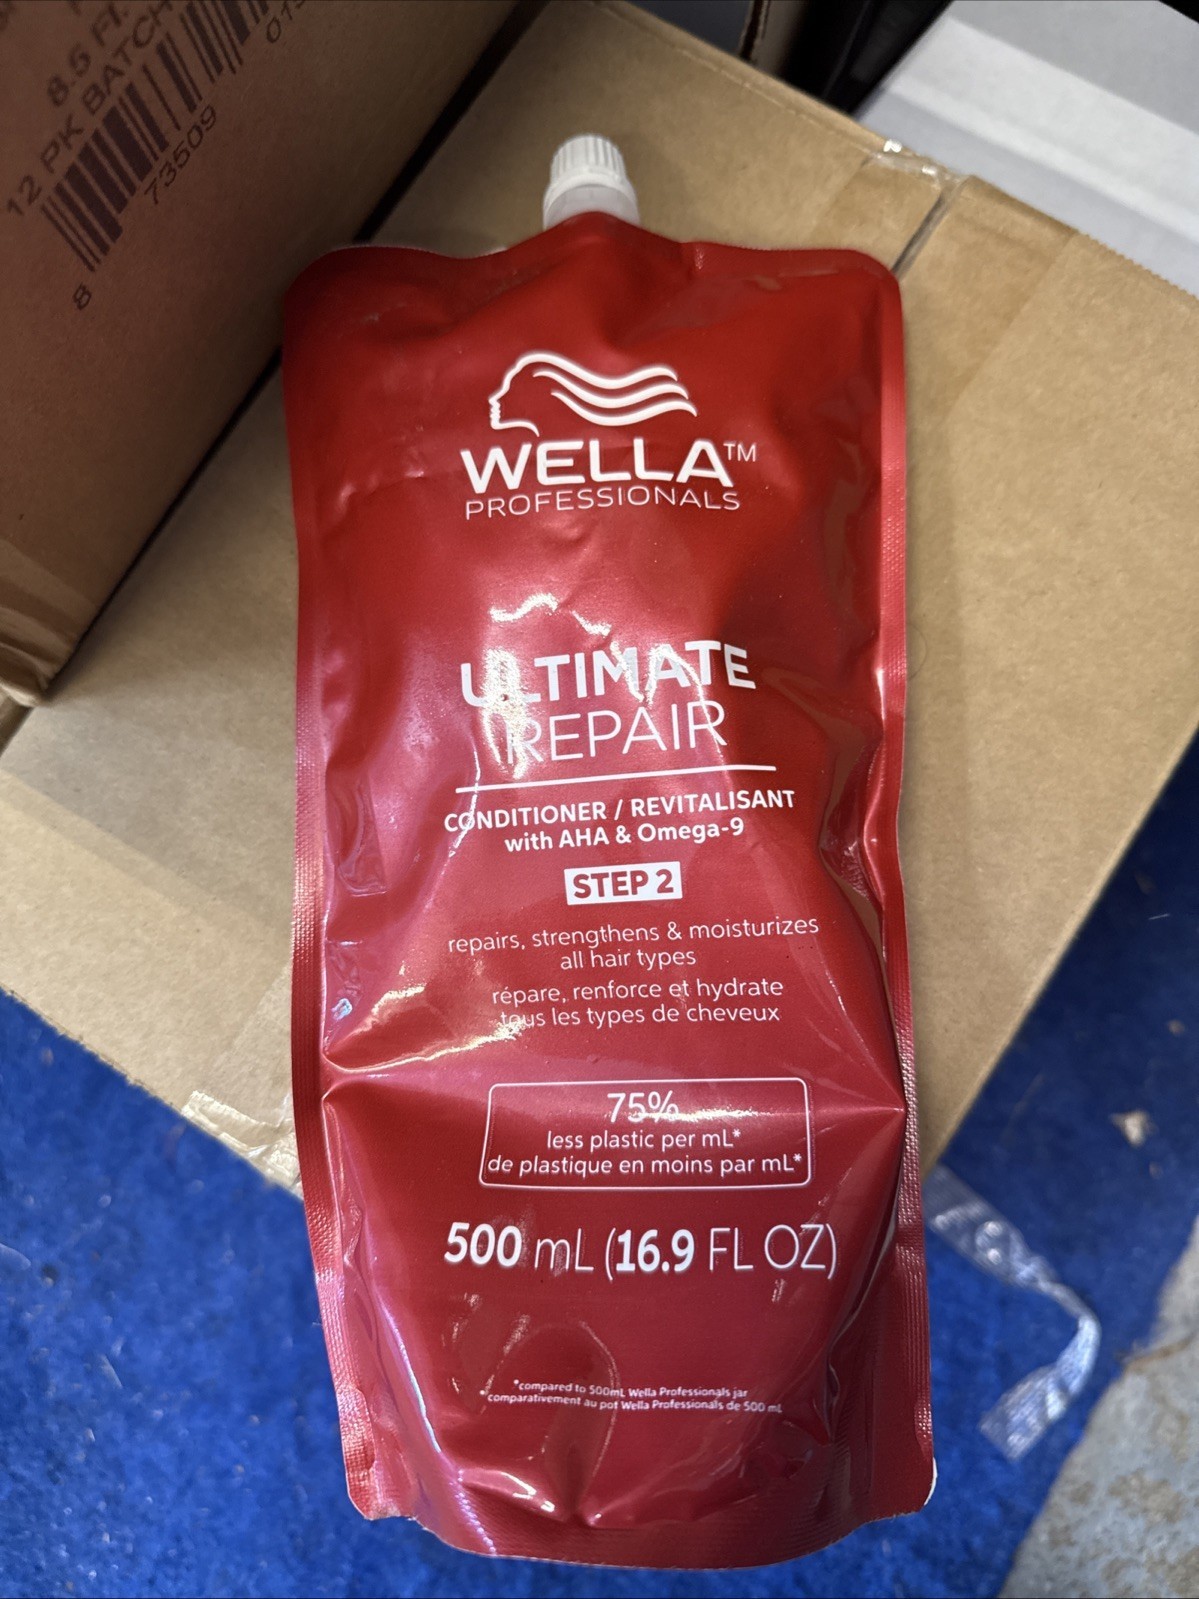 8.5 FL.
12 PK BATCH
73509
8
WELLA™
PROFESSIONALS
ULTIMATE
REPAIR
CONDITIONER / REVITALISANT
with AHA & Omega-9
STEP 2
repairs, strengthens & moisturizes
all hair types
répare, renforce et hydrate
tous les types de cheveux
75%
less plastic per mL*
de plastique en moins par mL*
500 mL (16.9 FL OZ)
*compared to 500mL Wella Professionals jar
*comparativement au pot Wella Professionals de 500 mL